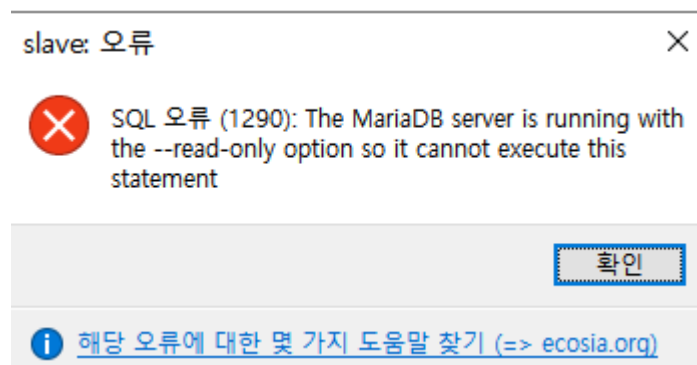 slave: 오류
SQL 오류 (1290): The MariaDB server is running with
the --read-only option so it cannot execute this
statement
확인
해당 오류에 대한 몇 가지 도움말 찾기 (=> ecosia.org)